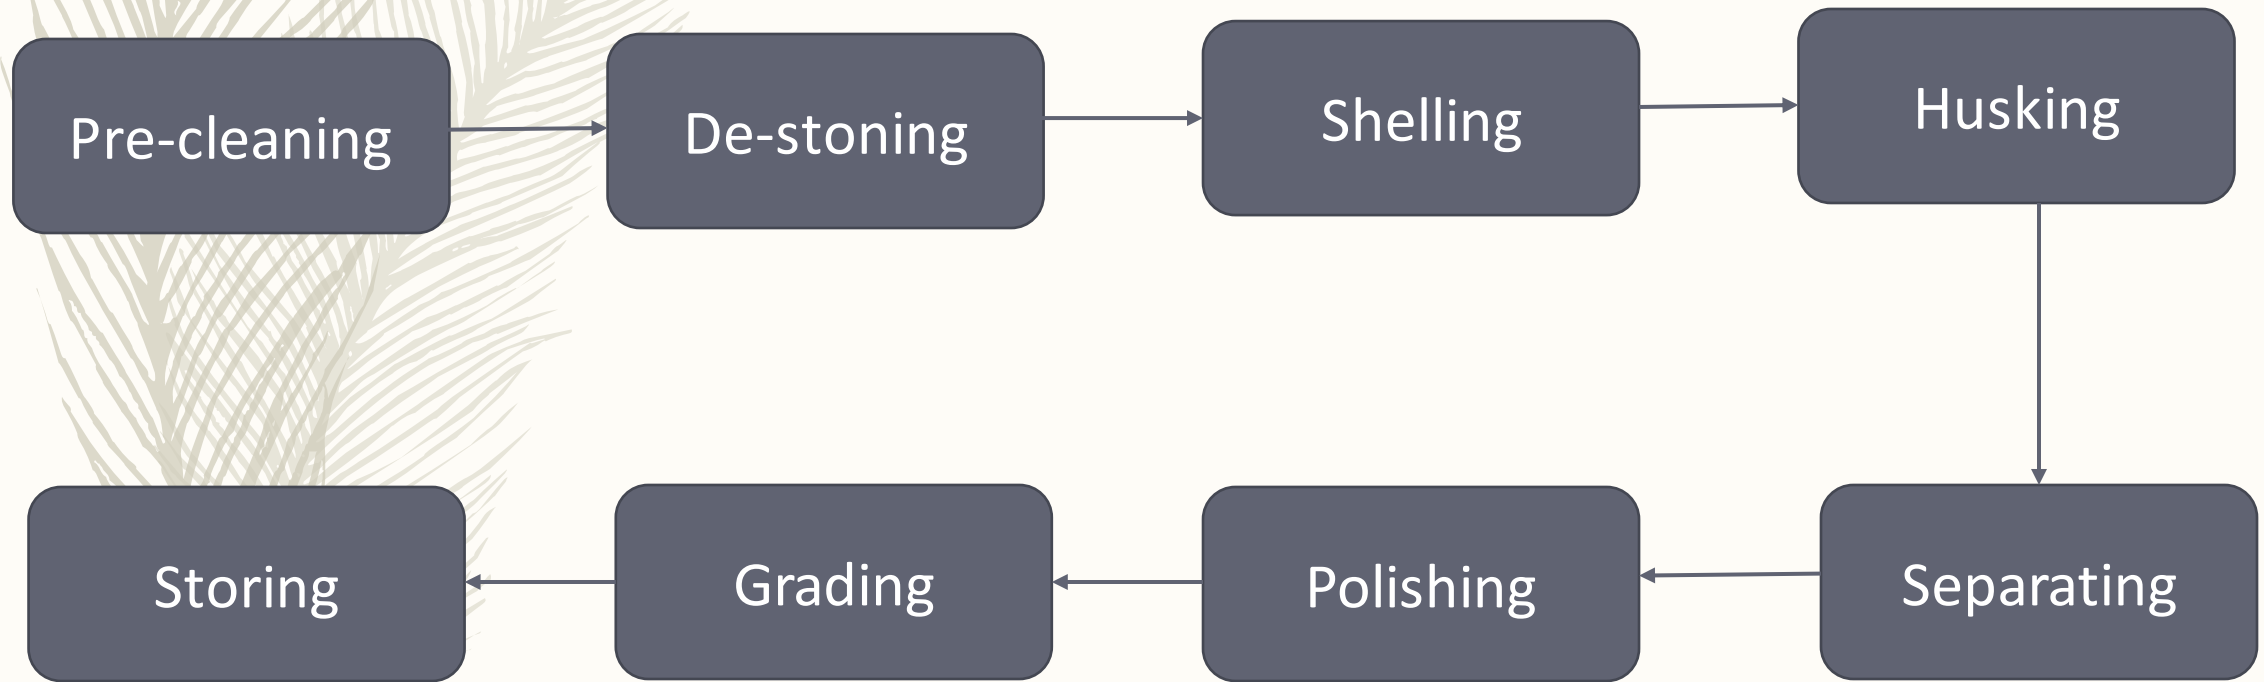 Pre-cleaning
De-stoning
Shelling
Husking
Separating
Polishing
Grading
Storing